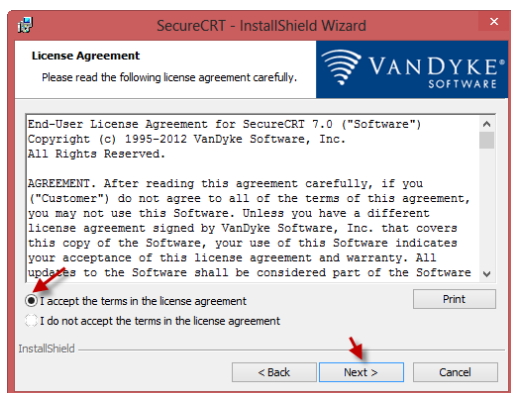 SecureCRT - InstallShield Wizard
License Agreement
Please read the following license agreement carefully.
VANDYKE®
SOFTWARE
End-User License Agreement for SecureCRT 7.0 ("Software")
Copyright (c) 1995-2012 VanDyke Software, Inc.
All Rights Reserved.
AGREEMENT. After reading this agreement carefully, if you
("Customer") do not agree to all of the terms of this agreement,
you may not use this Software. Unless you have a different
license agreement signed by VanDyke Software, Inc. that covers
this copy of the Software, your use of this Software indicates
your acceptance of this license agreement and warranty. All
updates to the Software shall be considered part of the Software
I accept the terms in the license agreement
Print
I do not accept the terms in the license agreement
InstallShield
< Back
Next >
Cancel